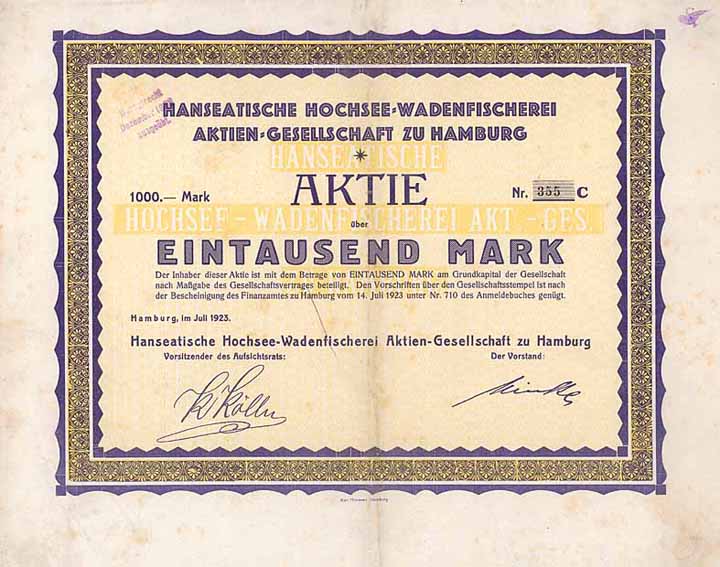 HANSEATISCHE HOCHSEE-WADENFISCHEREI
AKTIEN-GESELLSCHAFT ZU HAMBURG
HANSEATISCHE
AKTIE
1000.— Mark
Nr. 355 C
HOCHSEE - WADENFISCHEREI AKT.-GES.
über
EINTAUSEND MARK
Der Inhaber dieser Aktie ist mit dem Betrage von EINTAUSEND MARK am Grundkapital der Gesellschaft
nach Maßgabe des Gesellschaftsvertrages beteiligt. Den Vorschriften über den Gesellschaftsstempel ist nach
der Bescheinigung des Finanzamtes zu Hamburg vom 14. Juli 1923 unter Nr. 710 des Anmeldebuches genügt.
Hamburg, im Juli 1923.
Hanseatische Hochsee-Wadenfischerei Aktien-Gesellschaft zu Hamburg
Vorsitzender des Aufsichtsrats:
Der Vorstand: